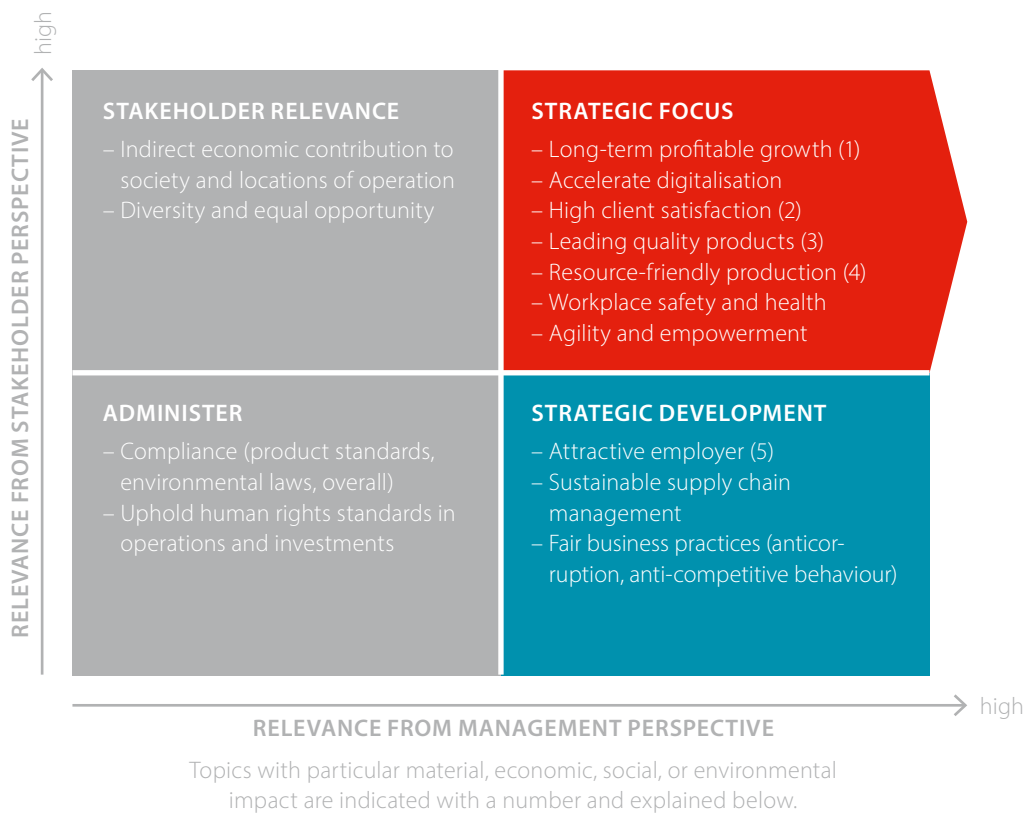 high
RELEVANCE FROM STAKEHOLDER PERSPECTIVE
STAKEHOLDER RELEVANCE
– Indirect economic contribution to
society and locations of operation
– Diversity and equal opportunity
STRATEGIC FOCUS
– Long-term profitable growth (1)
– Accelerate digitalisation
– High client satisfaction (2)
– Leading quality products (3)
– Resource-friendly production (4)
– Workplace safety and health
– Agility and empowerment
ADMINISTER
– Compliance (product standards,
environmental laws, overall)
– Uphold human rights standards in
operations and investments
STRATEGIC DEVELOPMENT
– Attractive employer (5)
– Sustainable supply chain
management
– Fair business practices (anticor-
ruption, anti-competitive behaviour)
high
RELEVANCE FROM MANAGEMENT PERSPECTIVE
Topics with particular material, economic, social, or environmental
impact are indicated with a number and explained below.